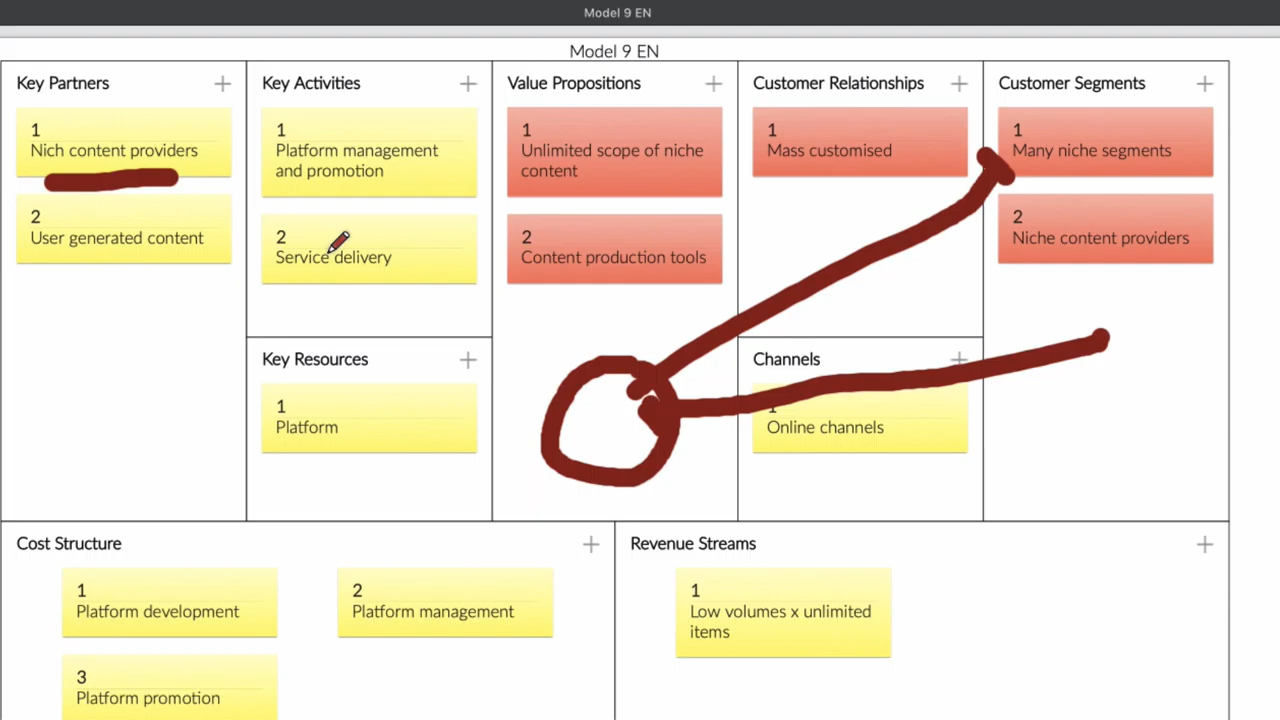 Model 9 EN
Model 9 EN
Key Partners
1
Nich content providers
2
User generated content
Key Activities
1
Platform management
and promotion
2
Service delivery
Key Resources
1
Platform
Value Propositions
1
Unlimited scope of niche
content
2
Content production tools
Customer Relationships
1
Mass customised
Channels
1
Online channels
Customer Segments
1
Many niche segments
2
Niche content providers
Cost Structure
1
Platform development
2
Platform management
3
Platform promotion
Revenue Streams
1
Low volumes x unlimited
items